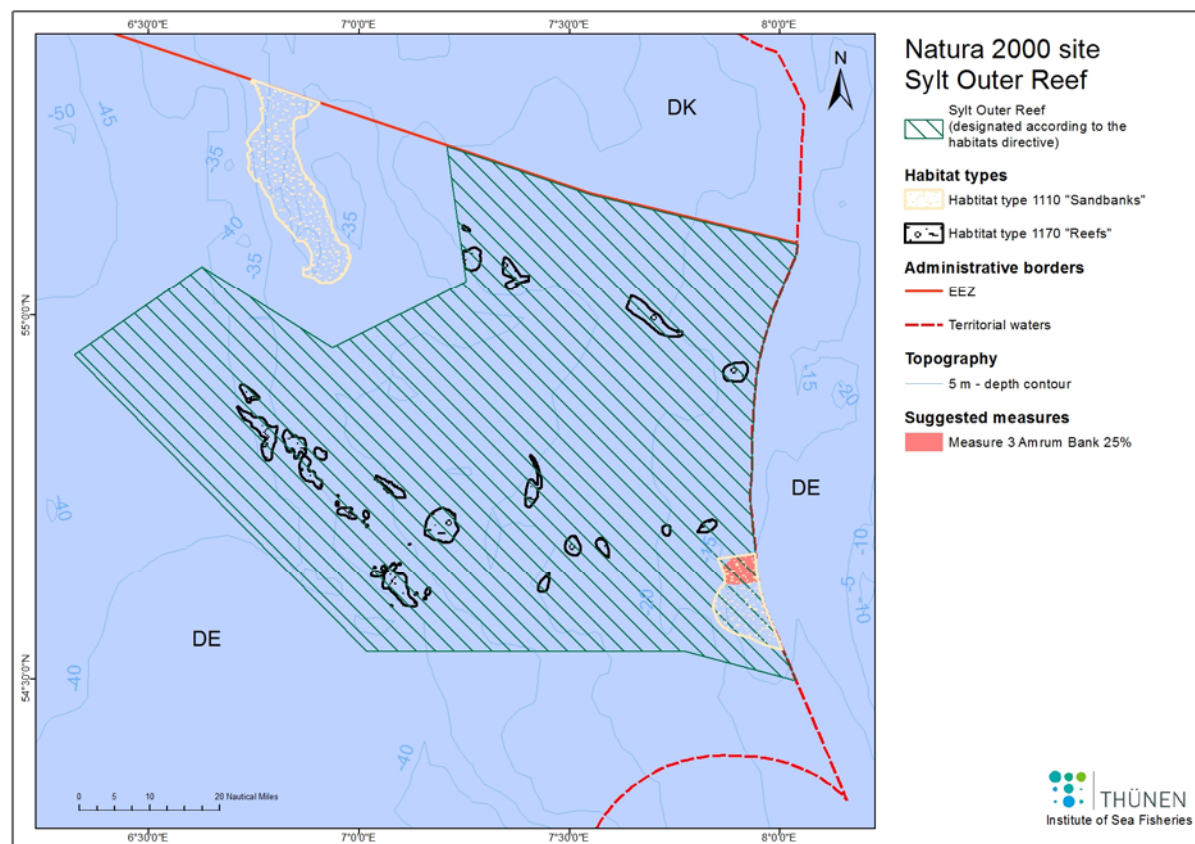 6°30'0"E
7°0'0"E
7°30'0"E
8°0'0"E
Natura 2000 site
Sylt Outer Reef
Sylt Outer Reef
(designated according to the
habitats directive)
Habitat types
Habtitat type 1110 "Sandbanks"
Habtitat type 1170 "Reefs"
Administrative borders
EEZ
Territorial waters
Topography
5 m - depth contour
Suggested measures
Measure 3 Amrum Bank 25%
N
DK
DE
DE
-50
-45
-35
-35
-40
-35
-15
-20
-40
-15
-10
-20
-5
-10
-40
-40
55°0'0"N
54°30'0"N
0 5 10 20 Nautical Miles
6°30'0"E
7°0'0"E
7°30'0"E
8°0'0"E
THÜNEN
Institute of Sea Fisheries